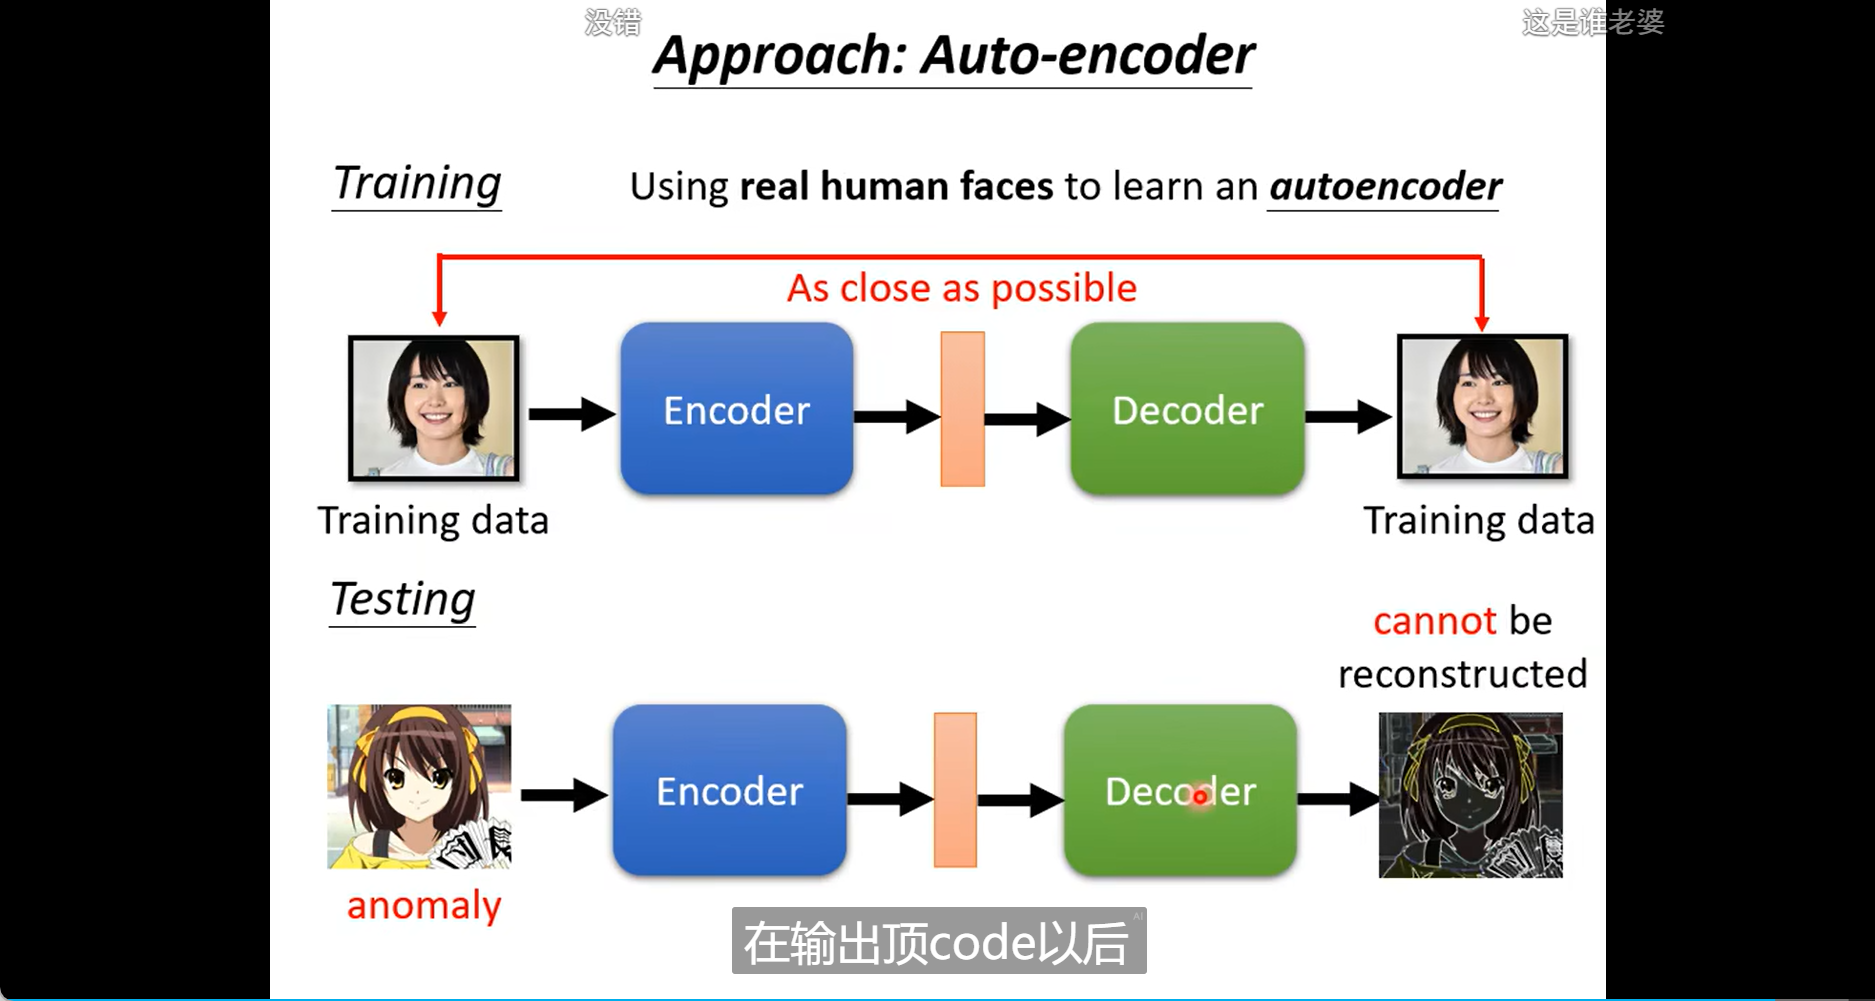 没错
这是谁老婆
Approach: Auto-encoder
Training
Using real human faces to learn an autoencoder
As close as possible
Encoder
Decoder
Training data
Training data
Testing
cannot be
reconstructed
Encoder
Decoder
anomaly
AI
在输出顶code以后